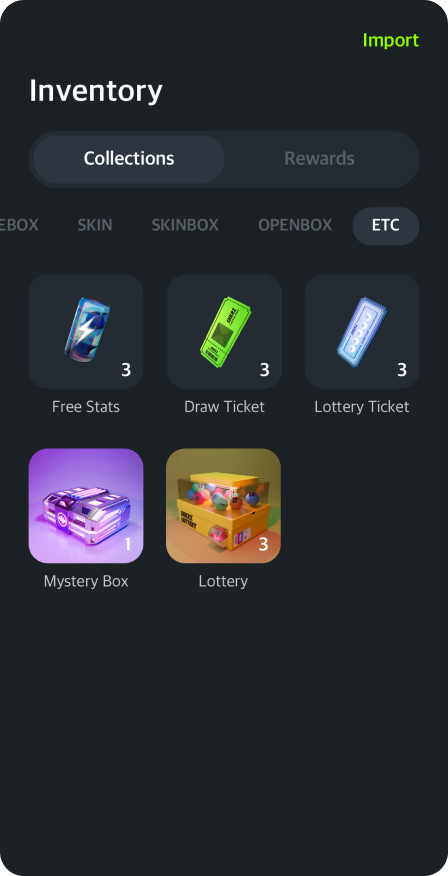 Import
Inventory
Collections Rewards
EBOX SKIN SKINBOX OPENBOX ETC
3 3 3
Free Stats Draw Ticket Lottery Ticket
1 3
Mystery Box Lottery